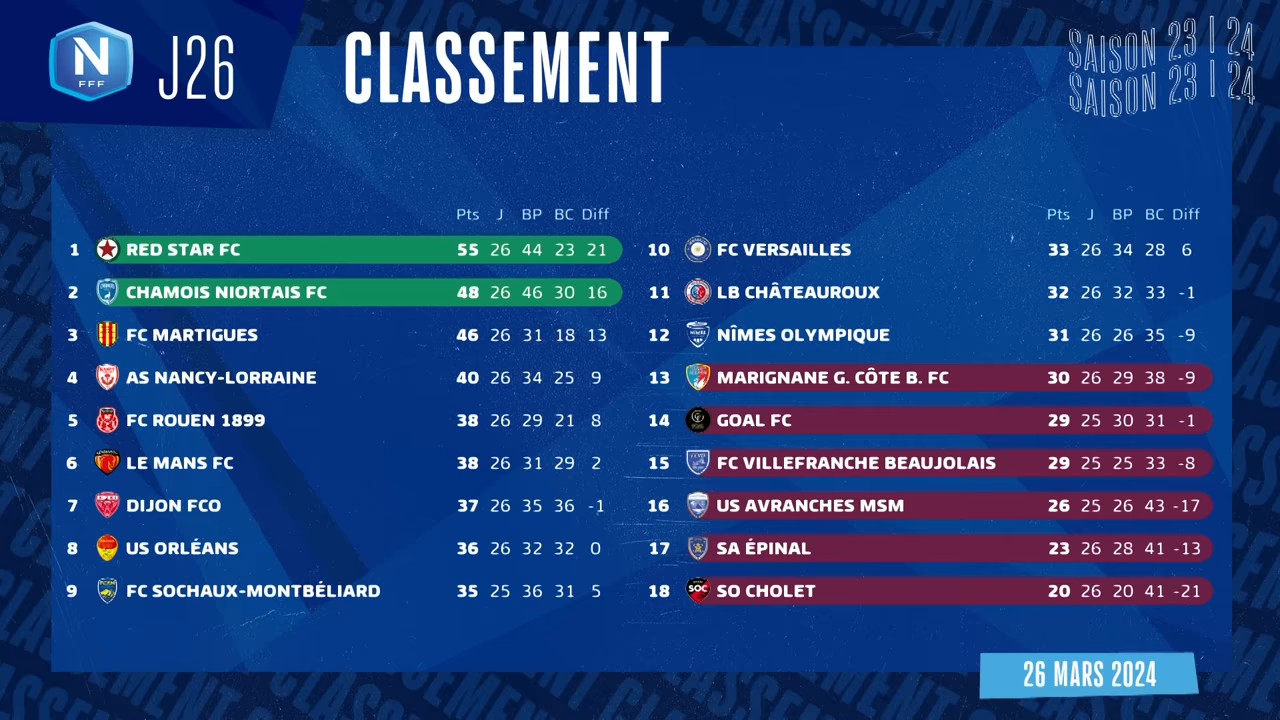 N
FFF
J26
CLASSEMENT
SAISON 23 | 24
SAISON 23 | 24
Pts J BP BC Diff
1 RED STAR FC 55 26 44 23 21
2 CHAMOIS NIORTAIS FC 48 26 46 30 16
3 FC MARTIGUES 46 26 31 18 13
4 AS NANCY-LORRAINE 40 26 34 25 9
5 FC ROUEN 1899 38 26 29 21 8
6 LE MANS FC 38 26 31 29 2
7 DIJON FCO 37 26 35 36 -1
8 US ORLÉANS 36 26 32 32 0
9 FC SOCHAUX-MONTBÉLIARD 35 25 36 31 5
Pts J BP BC Diff
10 FC VERSAILLES 33 26 34 28 6
11 LB CHÂTEAUROUX 32 26 32 33 -1
12 NÎMES OLYMPIQUE 31 26 26 35 -9
13 MARIGNANE G. CÔTE B. FC 30 26 29 38 -9
14 GOAL FC 29 25 30 31 -1
15 FC VILLEFRANCHE BEAUJOLAIS 29 25 25 33 -8
16 US AVRANCHES MSM 26 25 26 43 -17
17 SA ÉPINAL 23 26 28 41 -13
18 SO CHOLET 20 26 20 41 -21
26 MARS 2024